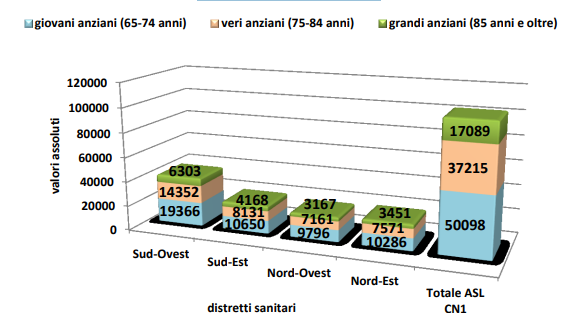 giovani anziani (65-74 anni) veri anziani (75-84 anni) grandi anziani (85 anni e oltre)
valori assoluti
120000
100000
80000
60000
40000
20000
0
6303
14352
19366
4168
8131
10650
3167
7161
9796
3451
7571
10286
17089
37215
50098
Sud-Ovest
Sud-Est
Nord-Ovest
Nord-Est
Totale ASL
CN1
distretti sanitari